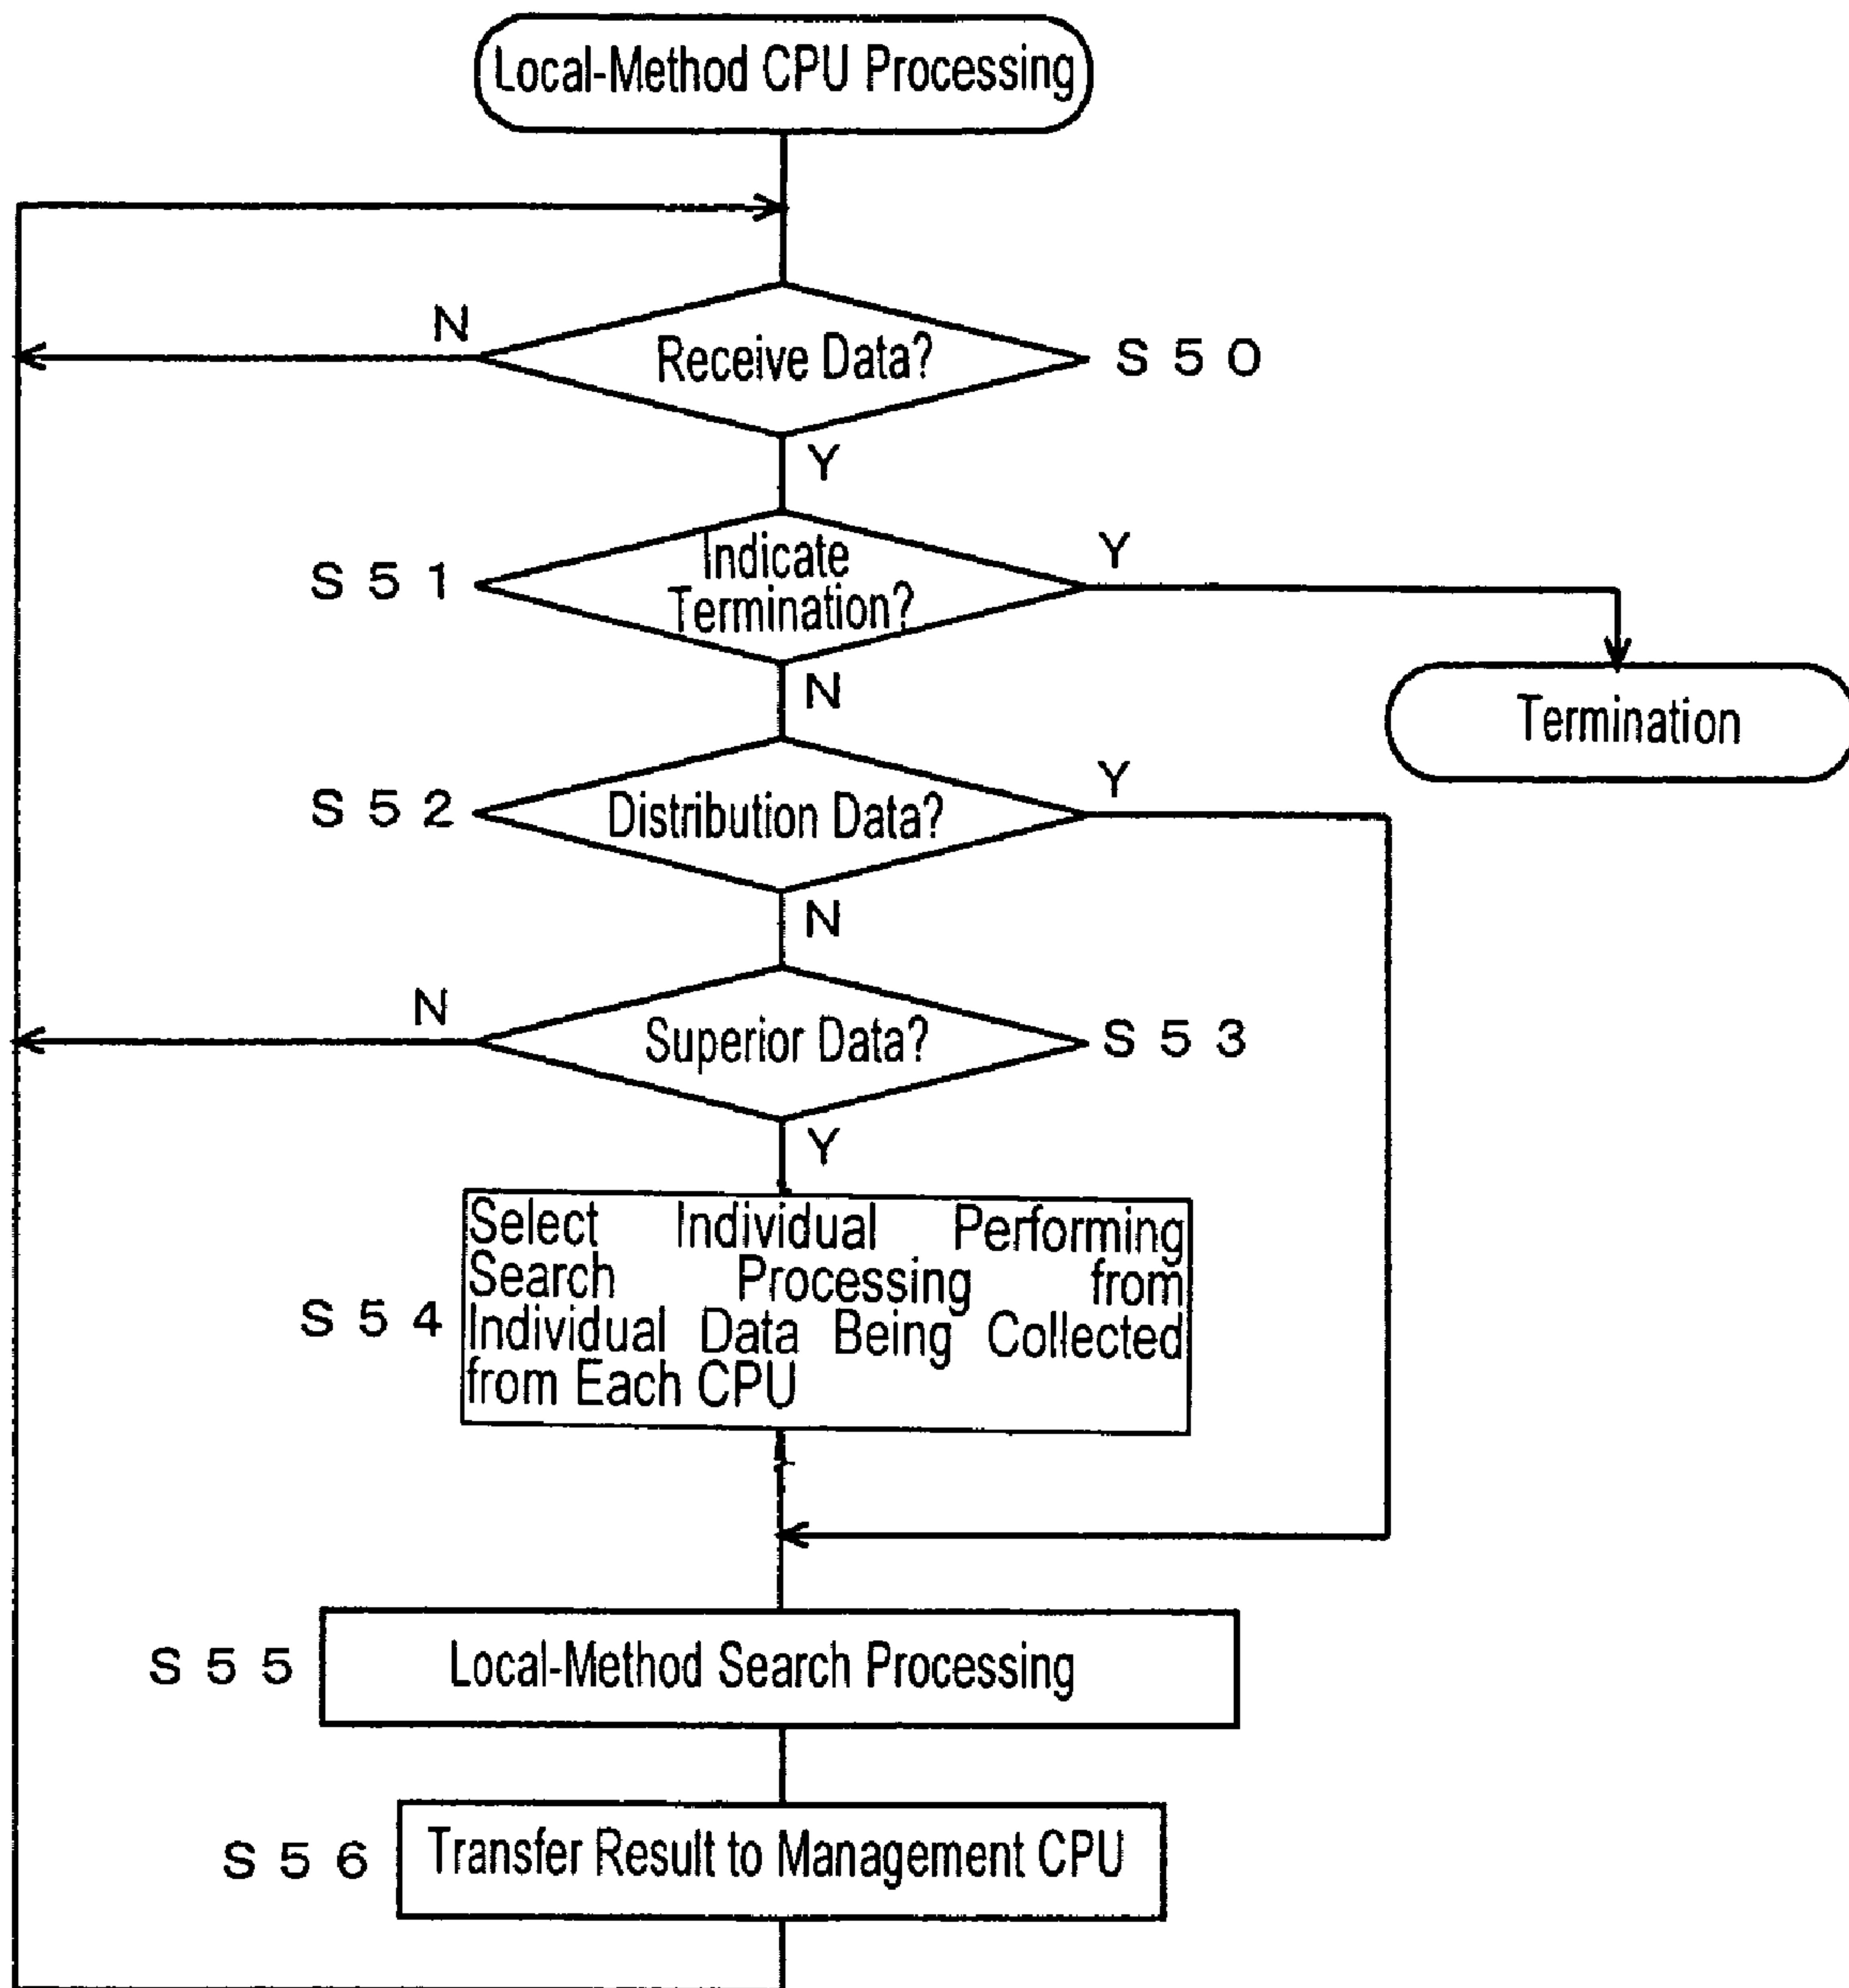 Local-Method CPU Processing
N
Receive Data?
S 5 0
Y
S 5 1
Indicate
Termination?
Y
N
Termination
S 5 2
Distribution Data?
Y
N
N
Superior Data?
S 5 3
Y
S 5 4
Select Individual Performing
Search Processing from
Individual Data Being Collected
from Each CPU
S 5 5
Local-Method Search Processing
S 5 6
Transfer Result to Management CPU